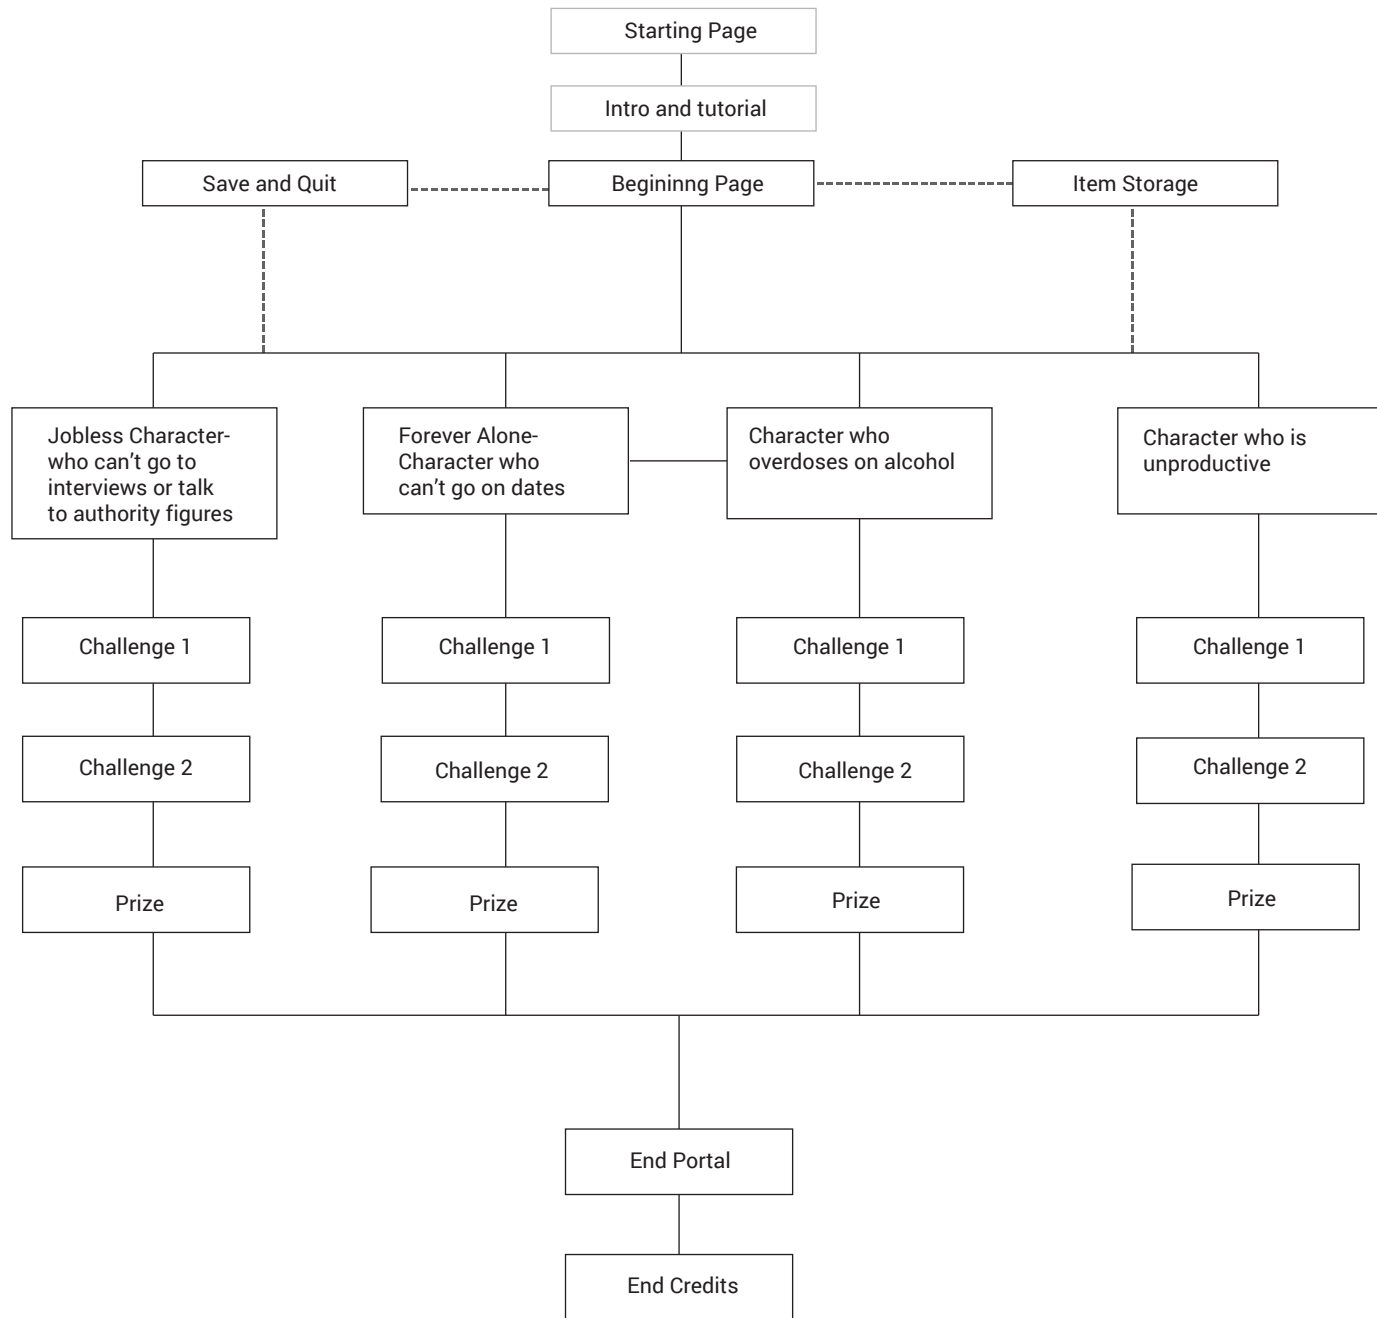 Starting Page
Intro and tutorial
Save and Quit
Begininng Page
Item Storage
Jobless Character-
who can't go to
interviews or talk
to authority figures
Forever Alone-
Character who
can't go on dates
Character who
overdoses on alcohol
Character who is
unproductive
Challenge 1
Challenge 1
Challenge 1
Challenge 1
Challenge 2
Challenge 2
Challenge 2
Challenge 2
Prize
Prize
Prize
Prize
End Portal
End Credits